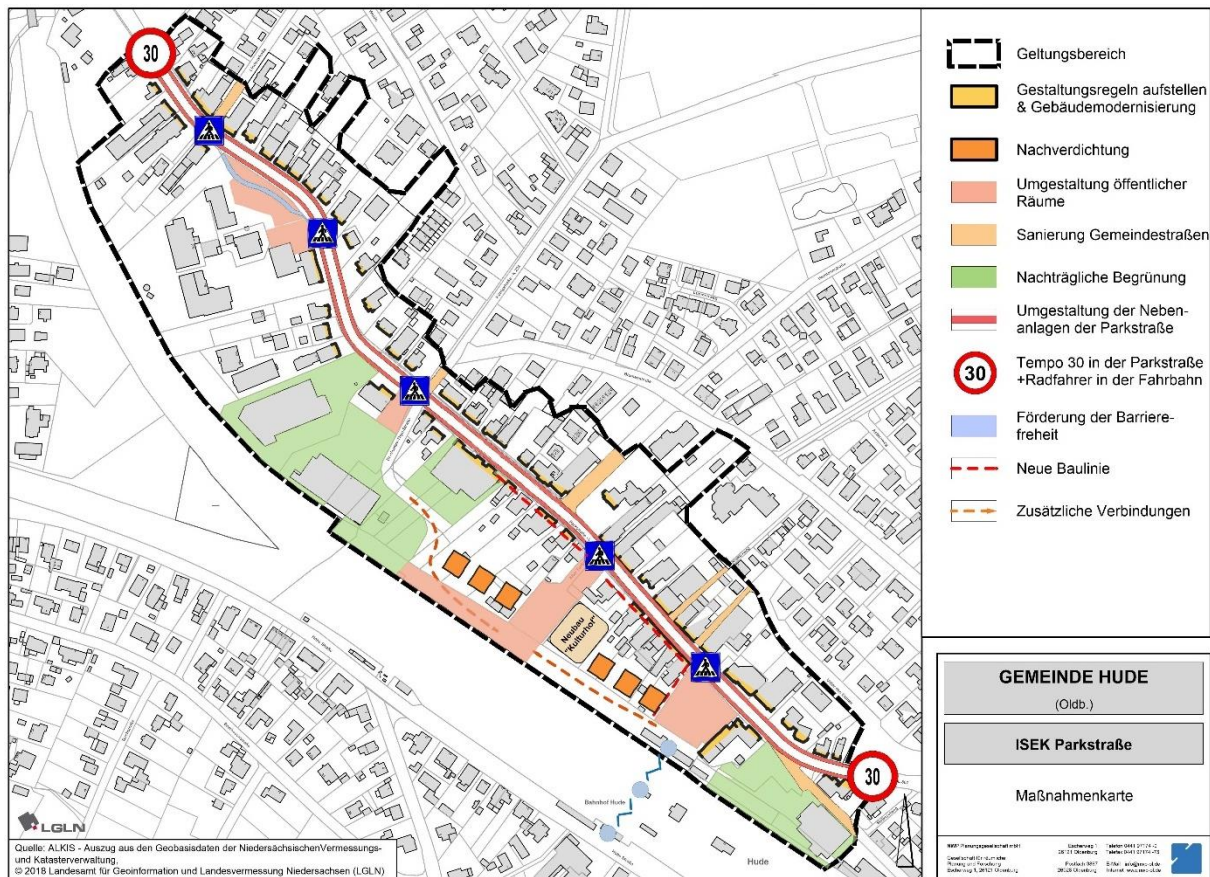 30
Neubau
"Kulturhof"
Bahnhof Hude
Hude
30
LGLN
Quelle: ALKIS - Auszug aus den Geobasisdaten der NiedersächsischenVermessungs-
und Katasterverwaltung,
© 2018 Landesamt für Geoinformation und Landesvermessung Niedersachsen (LGLN)
Geltungsbereich
Gestaltungsregeln aufstellen
& Gebäudemodernisierung
Nachverdichtung
Umgestaltung öffentlicher
Räume
Sanierung Gemeindestraßen
Nachträgliche Begrünung
Umgestaltung der Neben-
anlagen der Parkstraße
30
Tempo 30 in der Parkstraße
+Radfahrer in der Fahrbahn
Förderung der Barriere-
freiheit
Neue Baulinie
Zusätzliche Verbindungen
GEMEINDE HUDE
(Oldb.)
ISEK Parkstraße
Maßnahmenkarte